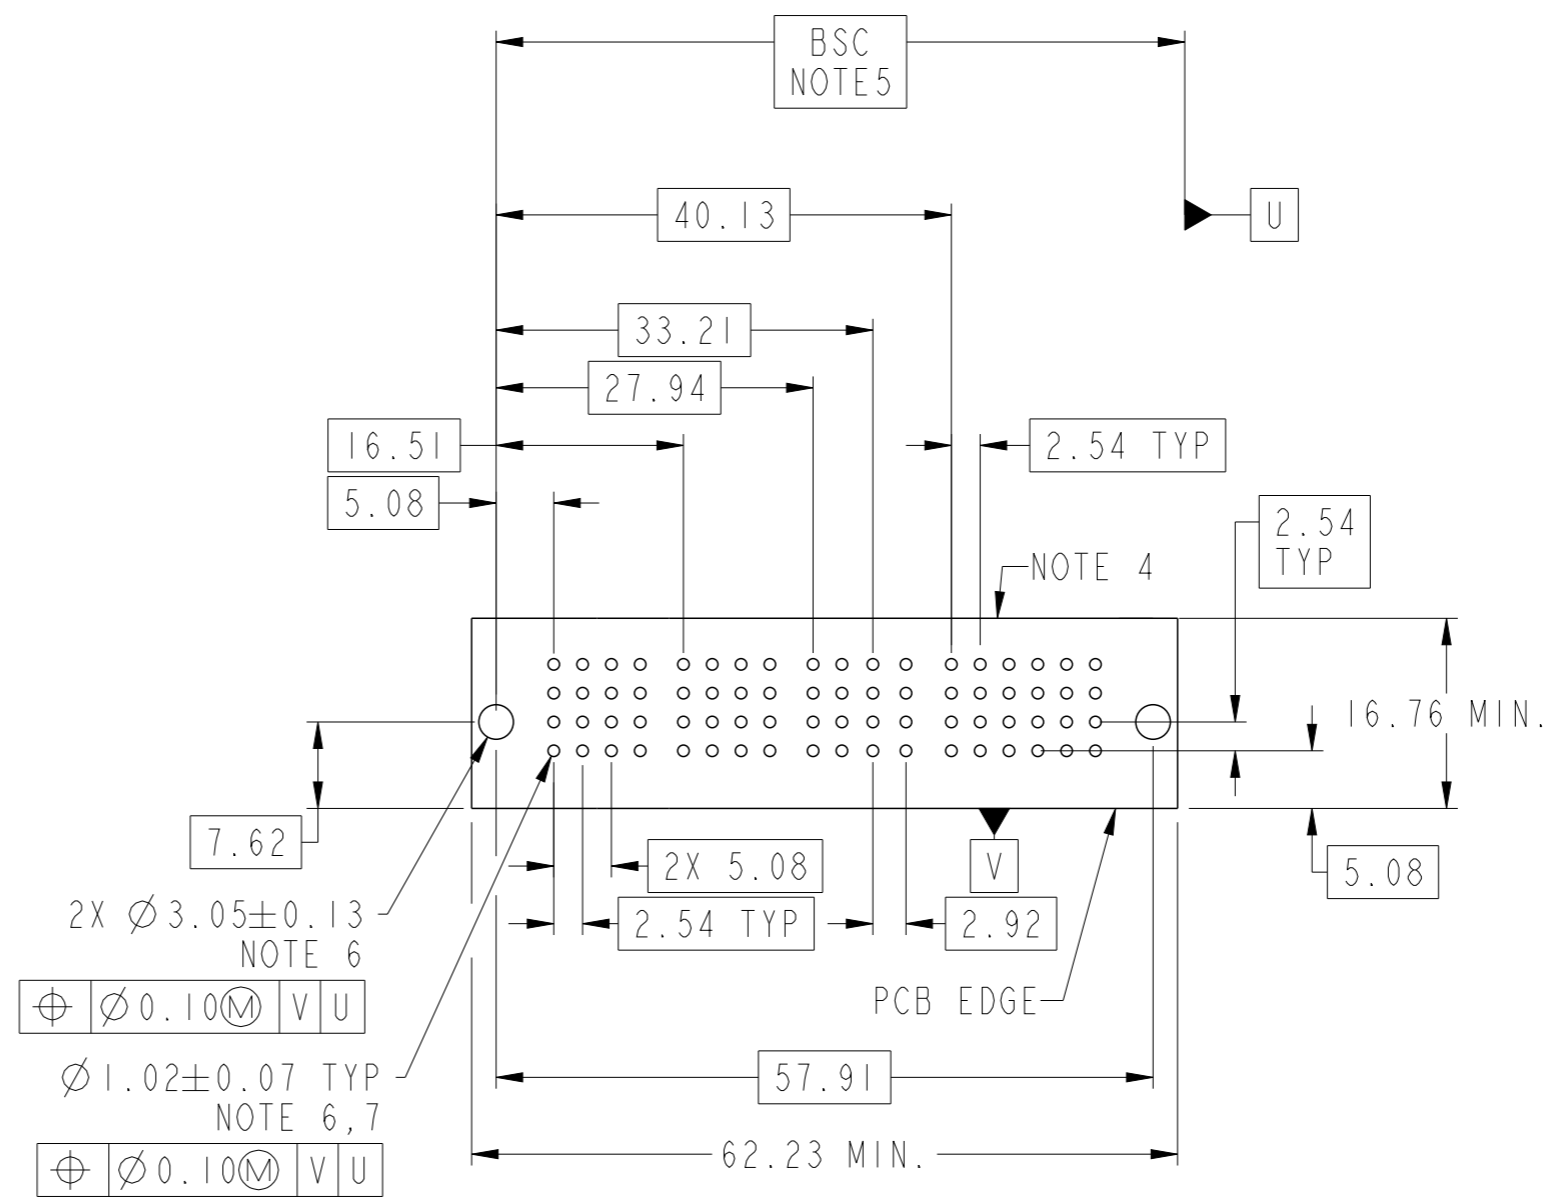 BSC
NOTE5
40.13
U
33.21
27.94
16.51
2.54 TYP
5.08
2.54
TYP
NOTE 4
16.76 MIN.
7.62
2X 5.08
V
5.08
2X Ø3.05±0.13
NOTE 6
2.54 TYP
2.92
⌖ Ø0.10Ⓜ V U
PCB EDGE
Ø1.02±0.07 TYP
NOTE 6,7
57.91
⌖ Ø0.10Ⓜ V U
62.23 MIN.